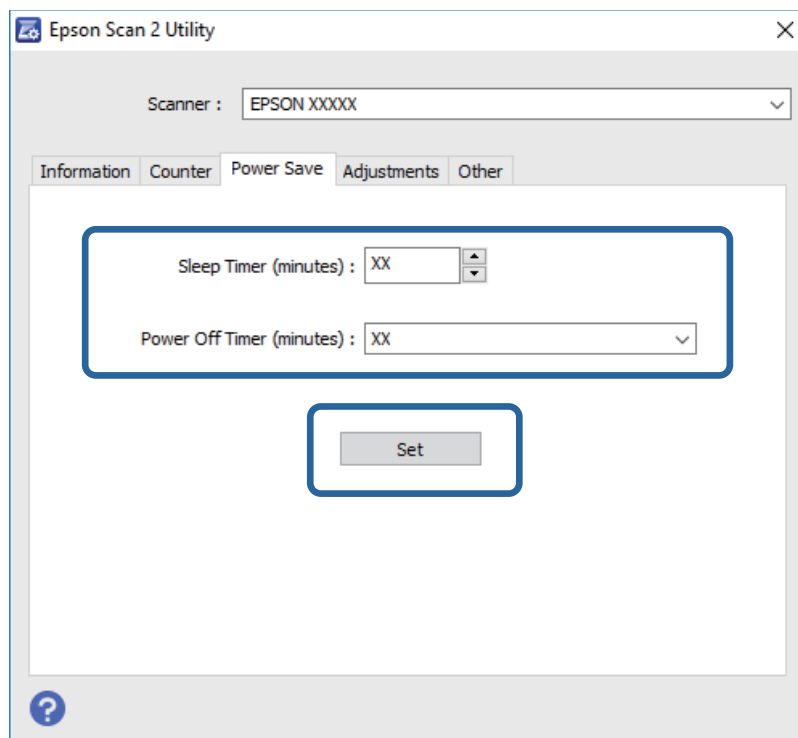 Epson Scan 2 Utility
Scanner : EPSON XXXXX
Information Counter Power Save Adjustments Other
Sleep Timer (minutes) : XX
Power Off Timer (minutes) : XX
Set
?